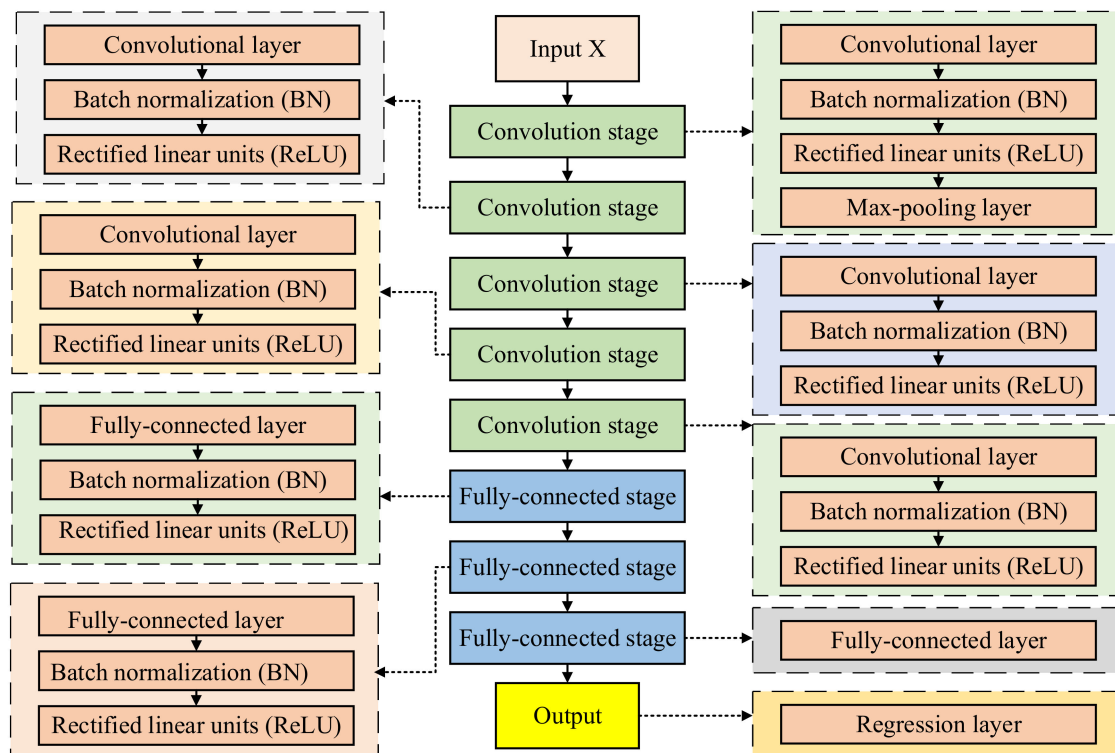 Input X
Convolution stage
Convolution stage
Convolution stage
Convolution stage
Convolution stage
Fully-connected stage
Fully-connected stage
Fully-connected stage
Output
Convolutional layer
Batch normalization (BN)
Rectified linear units (ReLU)
Convolutional layer
Batch normalization (BN)
Rectified linear units (ReLU)
Fully-connected layer
Batch normalization (BN)
Rectified linear units (ReLU)
Fully-connected layer
Batch normalization (BN)
Rectified linear units (ReLU)
Convolutional layer
Batch normalization (BN)
Rectified linear units (ReLU)
Max-pooling layer
Convolutional layer
Batch normalization (BN)
Rectified linear units (ReLU)
Convolutional layer
Batch normalization (BN)
Rectified linear units (ReLU)
Fully-connected layer
Regression layer